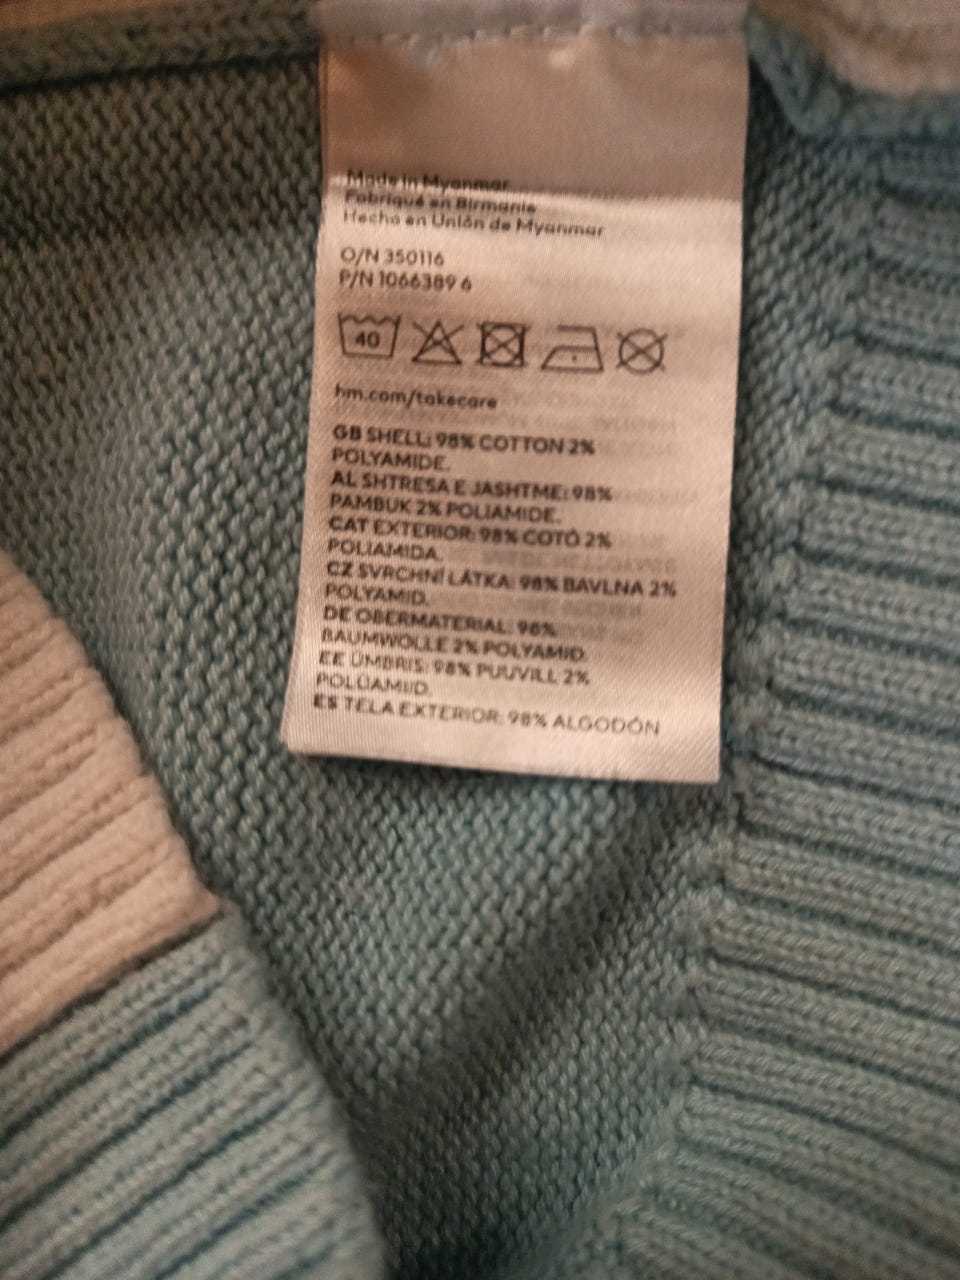 Made in Myanmar
Fabriqué en Birmanie
Hecho en Unión de Myanmar
O/N 350116
P/N 1066389 6
40
hm.com/takecare
GB SHELL: 98% COTTON 2%
POLYAMIDE.
AL SHTRESA E JASHTME: 98%
PAMBUK 2% POLIAMIDE.
CAT EXTERIOR: 98% COTÓ 2%
POLIAMIDA.
CZ SVRCHNÍ LÁTKA: 98% BAVLNA 2%
POLYAMID.
DE OBERMATERIAL: 98%
BAUMWOLLE 2% POLYAMID.
EE ÜMBRIS: 98% PUUVILL 2%
POLÜAMIID.
ES TELA EXTERIOR: 98% ALGODÓN